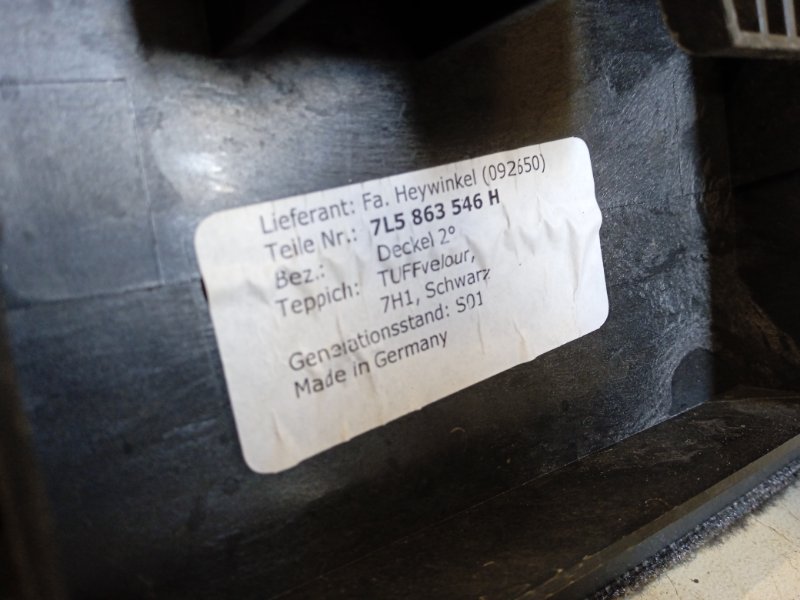 Lieferant: Fa. Heywinkel (092650)
Teile Nr.: 7L5 863 546 H
Bez.: Deckel 2°
Teppich: TUFFvelour,
7H1, Schwarz
Generationsstand: S01
Made in Germany